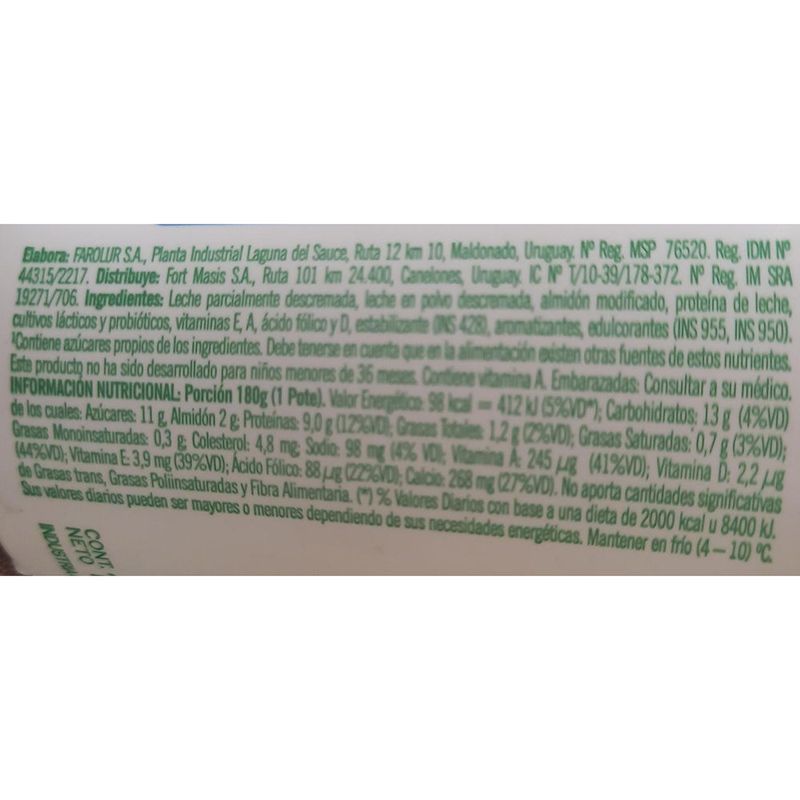 Elabora: FAROLUR S.A., Planta Industrial Laguna del Sauce, Ruta 12 km 10, Maldonado, Uruguay. Nº Reg. MSP 76520. Reg. IDM Nº
44315/2217. Distribuye: Fort Masis S.A., Ruta 101 km 24.400, Canelones, Uruguay. IC Nº 1/10-39/178-372. Nº Reg. IM SRA
19271/706. Ingredientes: Leche parcialmente descremada, leche en polvo descremada, almidón modificado, proteína de leche,
cultivos lácticos y probióticos, vitaminas E, A, ácido fólico y D, estabilizante (INS 428), aromatizantes, edulcorantes (INS 955, INS 950).
¹Contiene azúcares propios de los ingredientes. Debe tenerse en cuenta que en la alimentación existen otras fuentes de estos nutrientes.
Este producto no ha sido desarrollado para niños menores de 36 meses. Contiene vitamina A. Embarazadas: Consultar a su médico.
INFORMACIÓN NUTRICIONAL: Porción 180g (1 Pote). Valor Energético: 98 kcal = 412 kJ (5%VD*); Carbohidratos: 13 g (4%VD)
de los cuales: Azúcares: 11 g, Almidón 2 g; Proteínas: 9,0 g (12%VD); Grasas Totales: 1,2 g (2%VD); Grasas Saturadas: 0,7 g (3%VD);
Grasas Monoinsaturadas: 0,3 g; Colesterol: 4,8 mg; Sodio: 98 mg (4% VD); Vitamina A: 245 µg (41%VD); Vitamina D: 2,2 µg
(44%VD); Vitamina E: 3,9 mg (39%VD); Ácido Fólico: 88 µg (22%VD); Calcio: 268 mg (27%VD). No aporta cantidades significativas
de Grasas trans, Grasas Poliinsaturadas y Fibra Alimentaria. (*) % Valores Diarios con base a una dieta de 2000 kcal u 8400 kJ.
Sus valores diarios pueden ser mayores o menores dependiendo de sus necesidades energéticas. Mantener en frío (4 – 10) ºC.
CONT.
NETO